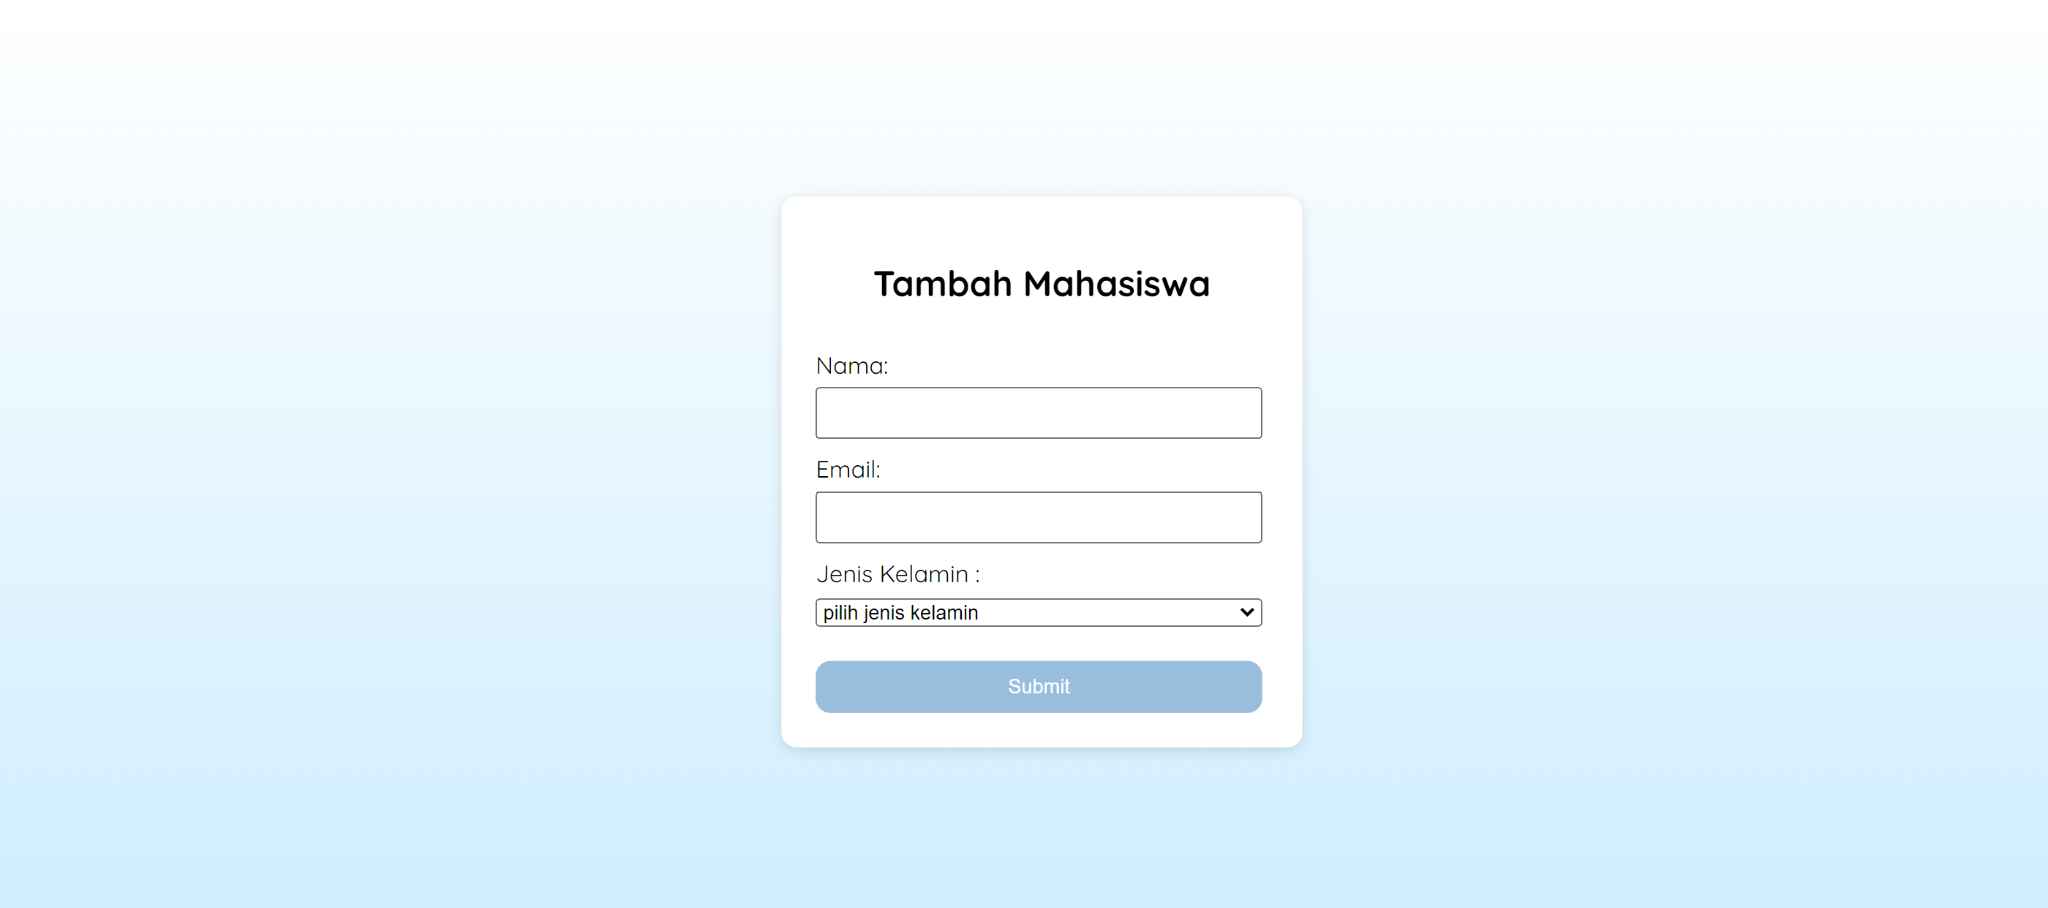 Tambah Mahasiswa
Nama:
Email:
Jenis Kelamin :
pilih jenis kelamin
Submit